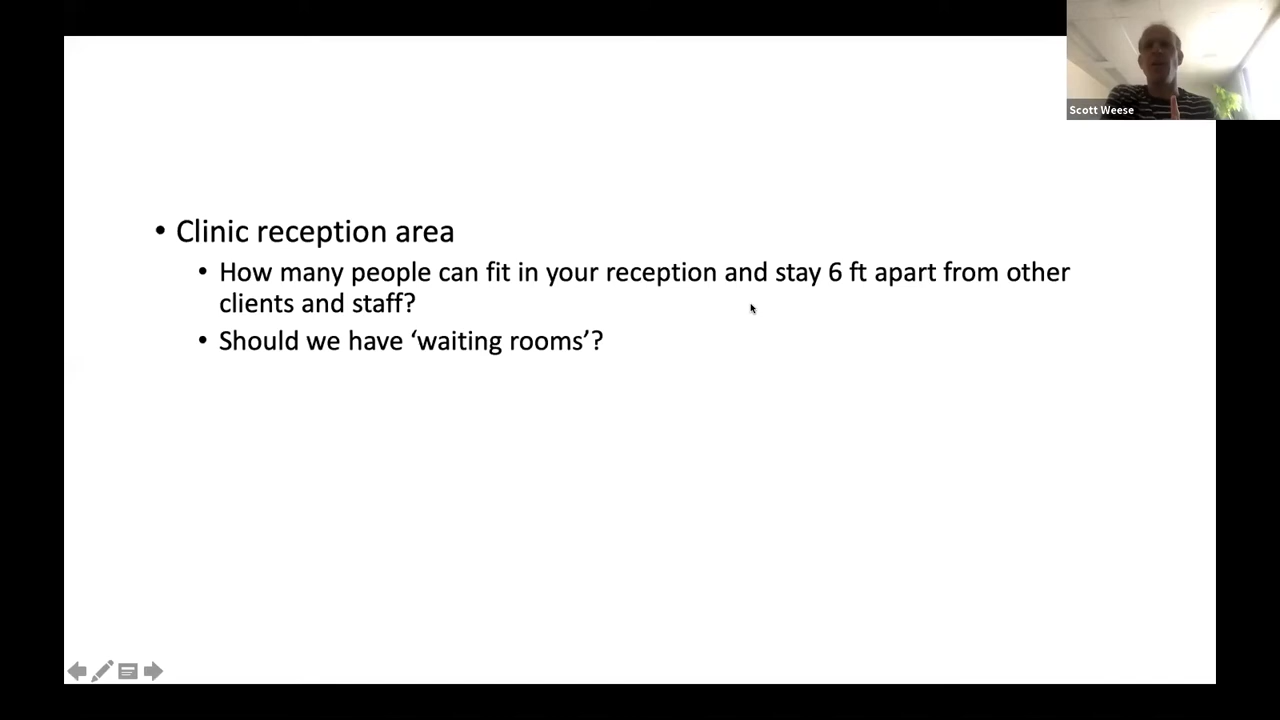 Scott Weese
• Clinic reception area
• How many people can fit in your reception and stay 6 ft apart from other
clients and staff?
• Should we have ‘waiting rooms’?